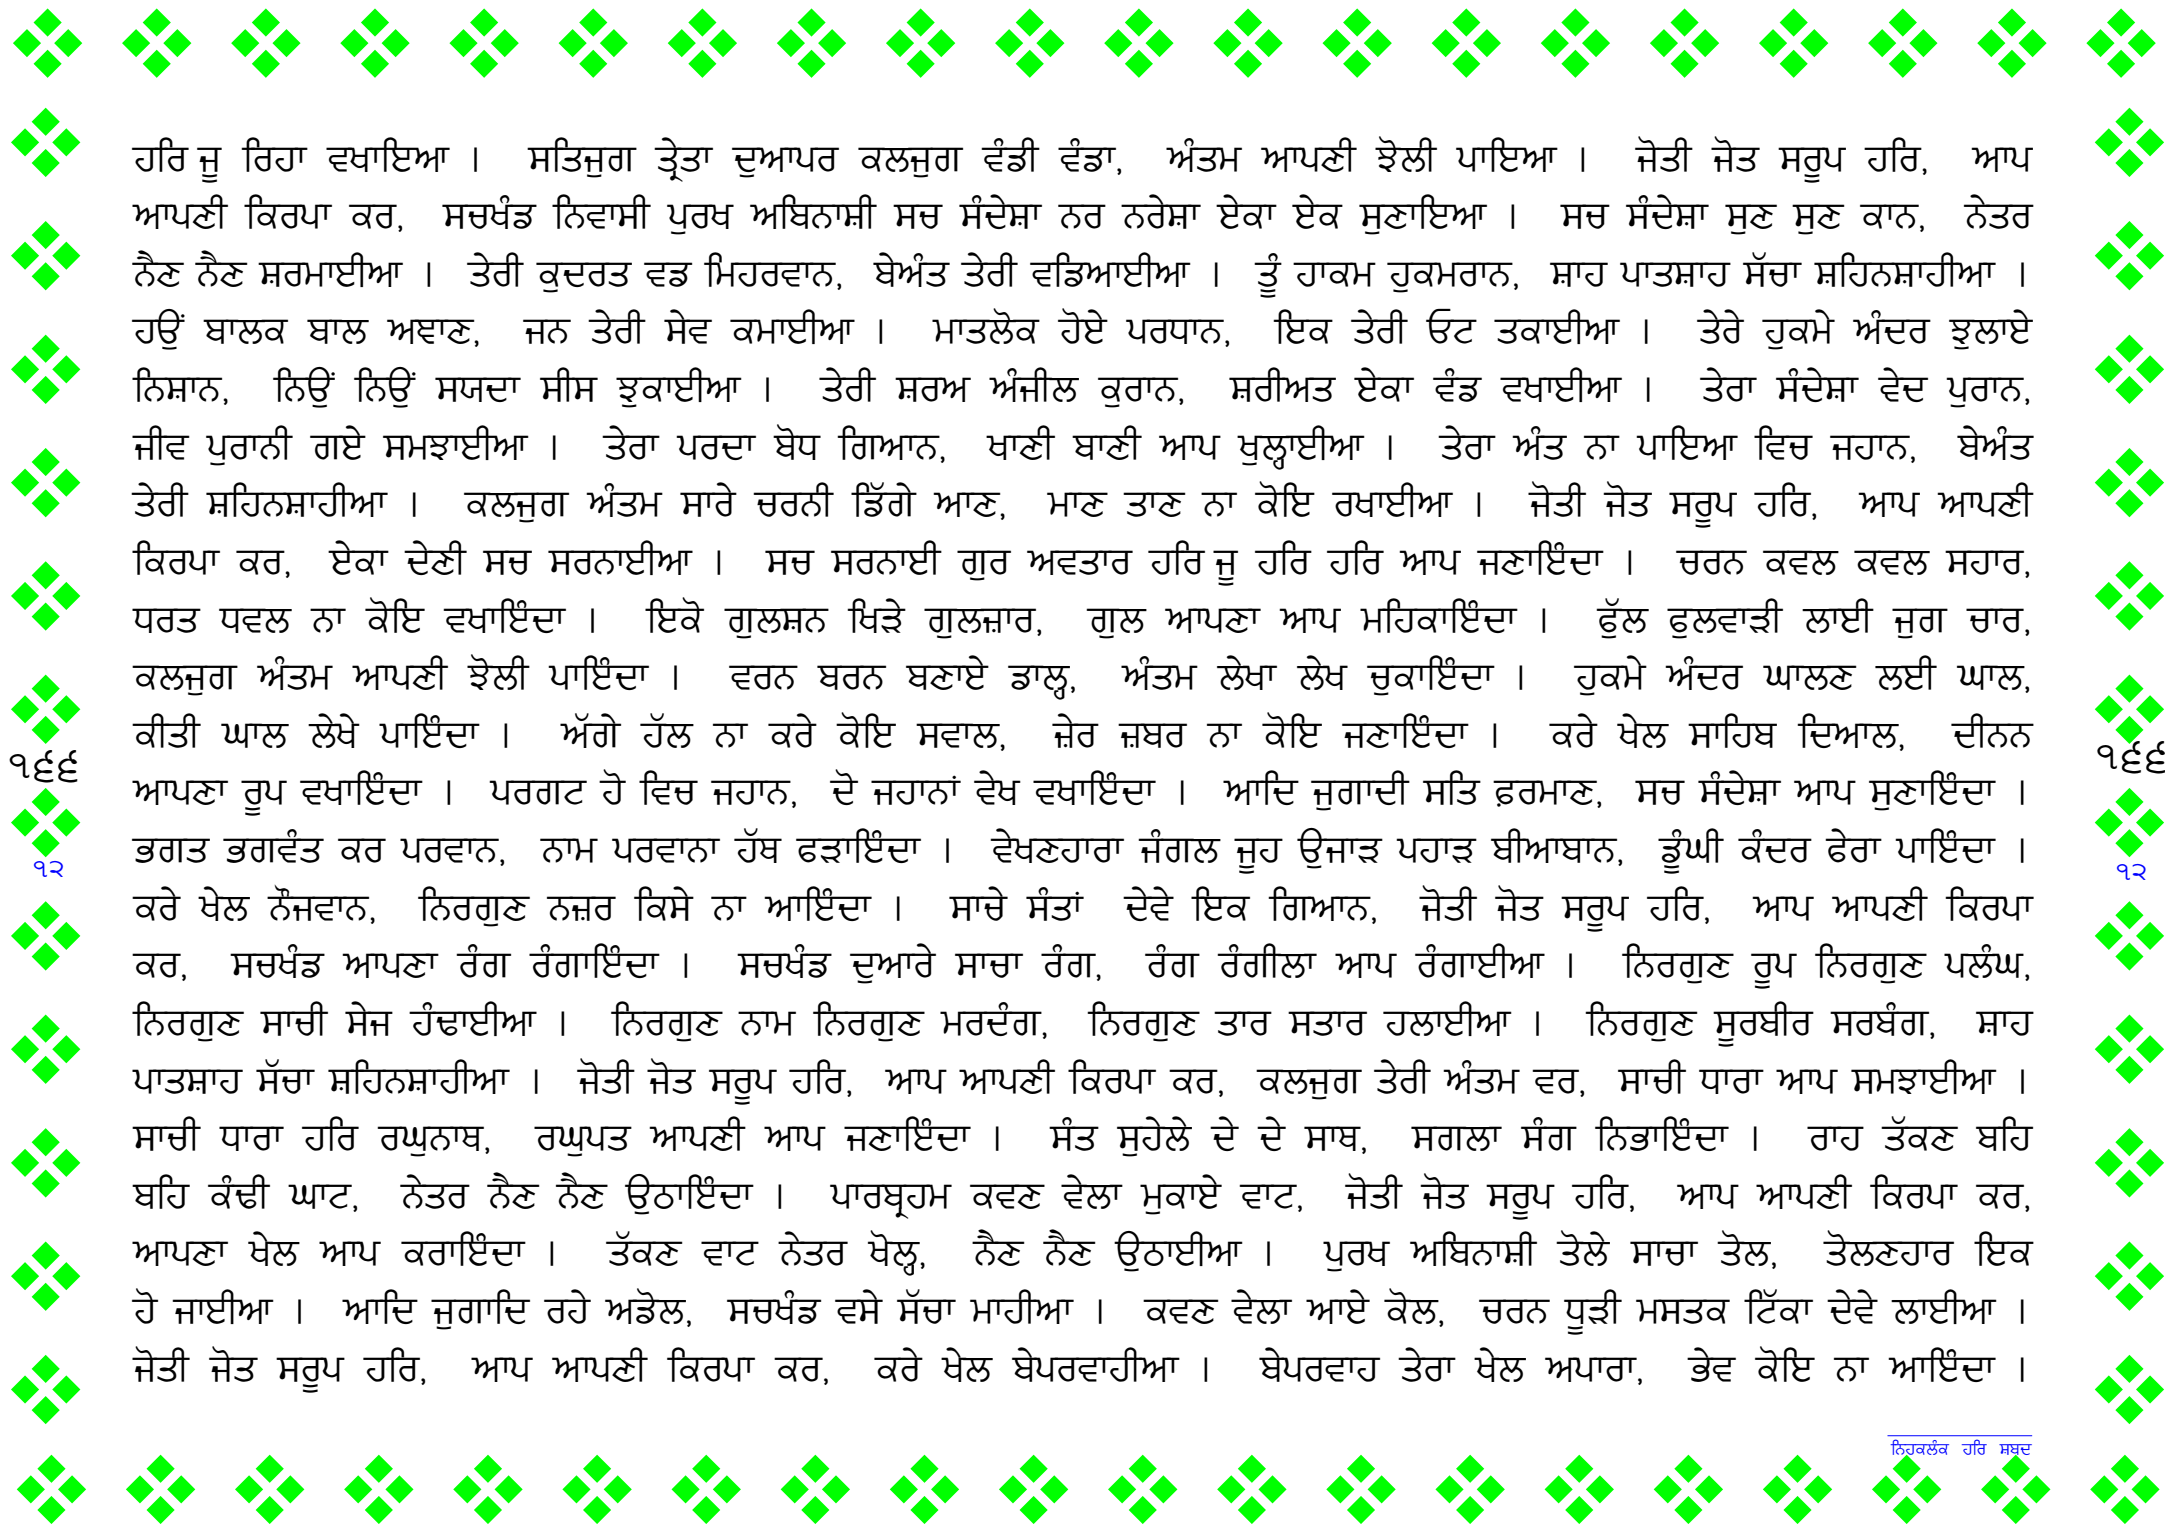 ਹਰਿ ਜੂ ਰਿਹਾ ਵਖਾਇਆ । ਸਤਿਜੁਗ ਤ੍ਰੇਤਾ ਦੁਆਪਰ ਕਲਜੁਗ ਵੰਡੀ ਵੰਡਾ, ਅੰਤਮ ਆਪਣੀ ਝੋਲੀ ਪਾਇਆ । ਜੋਤੀ ਜੋਤ ਸਰੂਪ ਹਰਿ, ਆਪ
ਆਪਣੀ ਕਿਰਪਾ ਕਰ, ਸਚਖੰਡ ਨਿਵਾਸੀ ਪੁਰਖ ਅਬਿਨਾਸ਼ੀ ਸਚ ਸੰਦੇਸ਼ਾ ਨਰ ਨਰੇਸ਼ਾ ਏਕਾ ਏਕ ਸੁਣਾਇਆ । ਸਚ ਸੰਦੇਸ਼ਾ ਸੁਣ ਸੁਣ ਕਾਨ, ਨੇਤਰ
ਨੈਣ ਨੈਣ ਸ਼ਰਮਾਈਆ । ਤੇਰੀ ਕੁਦਰਤ ਵਡ ਮਿਹਰਵਾਨ, ਬੇਅੰਤ ਤੇਰੀ ਵਡਿਆਈਆ । ਤੂੰ ਹਾਕਮ ਹੁਕਮਰਾਨ, ਸ਼ਾਹ ਪਾਤਸ਼ਾਹ ਸੱਚਾ ਸ਼ਹਿਨਸ਼ਾਹੀਆ ।
ਹਉਂ ਬਾਲਕ ਬਾਲ ਅਞਾਣ, ਜਨ ਤੇਰੀ ਸੇਵ ਕਮਾਈਆ । ਮਾਤਲੋਕ ਹੋਏ ਪਰਧਾਨ, ਇਕ ਤੇਰੀ ਓਟ ਤਕਾਈਆ । ਤੇਰੇ ਹੁਕਮੇ ਅੰਦਰ ਝੁਲਾਏ
ਨਿਸ਼ਾਨ, ਨਿਉਂ ਨਿਉਂ ਸਯਦਾ ਸੀਸ ਝੁਕਾਈਆ । ਤੇਰੀ ਸ਼ਰਅ ਅੰਜੀਲ ਕੁਰਾਨ, ਸ਼ਰੀਅਤ ਏਕਾ ਵੰਡ ਵਖਾਈਆ । ਤੇਰਾ ਸੰਦੇਸ਼ਾ ਵੇਦ ਪੁਰਾਨ,
ਜੀਵ ਪੁਰਾਨੀ ਗਏ ਸਮਝਾਈਆ । ਤੇਰਾ ਪਰਦਾ ਬੋਧ ਗਿਆਨ, ਖਾਣੀ ਬਾਣੀ ਆਪ ਖੁਲ੍ਹਾਈਆ । ਤੇਰਾ ਅੰਤ ਨਾ ਪਾਇਆ ਵਿਚ ਜਹਾਨ, ਬੇਅੰਤ
ਤੇਰੀ ਸ਼ਹਿਨਸ਼ਾਹੀਆ । ਕਲਜੁਗ ਅੰਤਮ ਸਾਰੇ ਚਰਨੀ ਡਿੱਗੇ ਆਣ, ਮਾਣ ਤਾਣ ਨਾ ਕੋਇ ਰਖਾਈਆ । ਜੋਤੀ ਜੋਤ ਸਰੂਪ ਹਰਿ, ਆਪ ਆਪਣੀ
ਕਿਰਪਾ ਕਰ, ਏਕਾ ਦੇਣੀ ਸਚ ਸਰਨਾਈਆ । ਸਚ ਸਰਨਾਈ ਗੁਰ ਅਵਤਾਰ ਹਰਿ ਜੂ ਹਰਿ ਹਰਿ ਆਪ ਜਣਾਇੰਦਾ । ਚਰਨ ਕਵਲ ਕਵਲ ਸਹਾਰ,
ਧਰਤ ਧਵਲ ਨਾ ਕੋਇ ਵਖਾਇੰਦਾ । ਇਕੋ ਗੁਲਸ਼ਨ ਖਿੜੇ ਗੁਲਜ਼ਾਰ, ਗੁਲ ਆਪਣਾ ਆਪ ਮਹਿਕਾਇੰਦਾ । ਫੁੱਲ ਫੁਲਵਾੜੀ ਲਾਈ ਜੁਗ ਚਾਰ,
ਕਲਜੁਗ ਅੰਤਮ ਆਪਣੀ ਝੋਲੀ ਪਾਇੰਦਾ । ਵਰਨ ਬਰਨ ਬਣਾਏ ਡਾਲ੍ਹ, ਅੰਤਮ ਲੇਖਾ ਲੇਖ ਚੁਕਾਇੰਦਾ । ਹੁਕਮੇ ਅੰਦਰ ਘਾਲਣ ਲਈ ਘਾਲ,
ਕੀਤੀ ਘਾਲ ਲੇਖੇ ਪਾਇੰਦਾ । ਅੱਗੇ ਹੱਲ ਨਾ ਕਰੇ ਕੋਇ ਸਵਾਲ, ਜ਼ੇਰ ਜ਼ਬਰ ਨਾ ਕੋਇ ਜਣਾਇੰਦਾ । ਕਰੇ ਖੇਲ ਸਾਹਿਬ ਦਿਆਲ, ਦੀਨਨ
ਆਪਣਾ ਰੂਪ ਵਖਾਇੰਦਾ । ਪਰਗਟ ਹੋ ਵਿਚ ਜਹਾਨ, ਦੋ ਜਹਾਨਾਂ ਵੇਖ ਵਖਾਇੰਦਾ । ਆਦਿ ਜੁਗਾਦੀ ਸਤਿ ਫ਼ਰਮਾਣ, ਸਚ ਸੰਦੇਸ਼ਾ ਆਪ ਸੁਣਾਇੰਦਾ ।
ਭਗਤ ਭਗਵੰਤ ਕਰ ਪਰਵਾਨ, ਨਾਮ ਪਰਵਾਨਾ ਹੱਥ ਫੜਾਇੰਦਾ । ਵੇਖਣਹਾਰਾ ਜੰਗਲ ਜੂਹ ਉਜਾੜ ਪਹਾੜ ਬੀਆਬਾਨ, ਡੂੰਘੀ ਕੰਦਰ ਫੇਰਾ ਪਾਇੰਦਾ ।
ਕਰੇ ਖੇਲ ਨੌਜਵਾਨ, ਨਿਰਗੁਣ ਨਜ਼ਰ ਕਿਸੇ ਨਾ ਆਇੰਦਾ । ਸਾਚੇ ਸੰਤਾਂ ਦੇਵੇ ਇਕ ਗਿਆਨ, ਜੋਤੀ ਜੋਤ ਸਰੂਪ ਹਰਿ, ਆਪ ਆਪਣੀ ਕਿਰਪਾ
ਕਰ, ਸਚਖੰਡ ਆਪਣਾ ਰੰਗ ਰੰਗਾਇੰਦਾ । ਸਚਖੰਡ ਦੁਆਰੇ ਸਾਚਾ ਰੰਗ, ਰੰਗ ਰੰਗੀਲਾ ਆਪ ਰੰਗਾਈਆ । ਨਿਰਗੁਣ ਰੂਪ ਨਿਰਗੁਣ ਪਲੰਘ,
ਨਿਰਗੁਣ ਸਾਚੀ ਸੇਜ ਹੰਢਾਈਆ । ਨਿਰਗੁਣ ਨਾਮ ਨਿਰਗੁਣ ਮਰਦੰਗ, ਨਿਰਗੁਣ ਤਾਰ ਸਤਾਰ ਹਲਾਈਆ । ਨਿਰਗੁਣ ਸੂਰਬੀਰ ਸਰਬੰਗ, ਸ਼ਾਹ
ਪਾਤਸ਼ਾਹ ਸੱਚਾ ਸ਼ਹਿਨਸ਼ਾਹੀਆ । ਜੋਤੀ ਜੋਤ ਸਰੂਪ ਹਰਿ, ਆਪ ਆਪਣੀ ਕਿਰਪਾ ਕਰ, ਕਲਜੁਗ ਤੇਰੀ ਅੰਤਮ ਵਰ, ਸਾਚੀ ਧਾਰਾ ਆਪ ਸਮਝਾਈਆ ।
ਸਾਚੀ ਧਾਰਾ ਹਰਿ ਰਘੁਨਾਥ, ਰਘੁਪਤ ਆਪਣੀ ਆਪ ਜਣਾਇੰਦਾ । ਸੰਤ ਸੁਹੇਲੇ ਦੇ ਦੇ ਸਾਥ, ਸਗਲਾ ਸੰਗ ਨਿਭਾਇੰਦਾ । ਰਾਹ ਤੱਕਣ ਬਹਿ
ਬਹਿ ਕੰਢੀ ਘਾਟ, ਨੇਤਰ ਨੈਣ ਨੈਣ ਉਠਾਇੰਦਾ । ਪਾਰਬ੍ਰਹਮ ਕਵਣ ਵੇਲਾ ਮੁਕਾਏ ਵਾਟ, ਜੋਤੀ ਜੋਤ ਸਰੂਪ ਹਰਿ, ਆਪ ਆਪਣੀ ਕਿਰਪਾ ਕਰ,
ਆਪਣਾ ਖੇਲ ਆਪ ਕਰਾਇੰਦਾ । ਤੱਕਣ ਵਾਟ ਨੇਤਰ ਖੋਲ੍ਹ, ਨੈਣ ਨੈਣ ਉਠਾਈਆ । ਪੁਰਖ ਅਬਿਨਾਸ਼ੀ ਤੋਲੇ ਸਾਚਾ ਤੋਲ, ਤੋਲਣਹਾਰ ਇਕ
ਹੋ ਜਾਈਆ । ਆਦਿ ਜੁਗਾਦਿ ਰਹੇ ਅਡੋਲ, ਸਚਖੰਡ ਵਸੇ ਸੱਚਾ ਮਾਹੀਆ । ਕਵਣ ਵੇਲਾ ਆਏ ਕੋਲ, ਚਰਨ ਧੂੜੀ ਮਸਤਕ ਟਿੱਕਾ ਦੇਵੇ ਲਾਈਆ ।
ਜੋਤੀ ਜੋਤ ਸਰੂਪ ਹਰਿ, ਆਪ ਆਪਣੀ ਕਿਰਪਾ ਕਰ, ਕਰੇ ਖੇਲ ਬੇਪਰਵਾਹੀਆ । ਬੇਪਰਵਾਹ ਤੇਰਾ ਖੇਲ ਅਪਾਰਾ, ਭੇਵ ਕੋਇ ਨਾ ਆਇੰਦਾ ।
੧੬੬
੧੨
੧੬੬
੧੨
ਨਿਹਕਲੰਕ ਹਰਿ ਸ਼ਬਦ